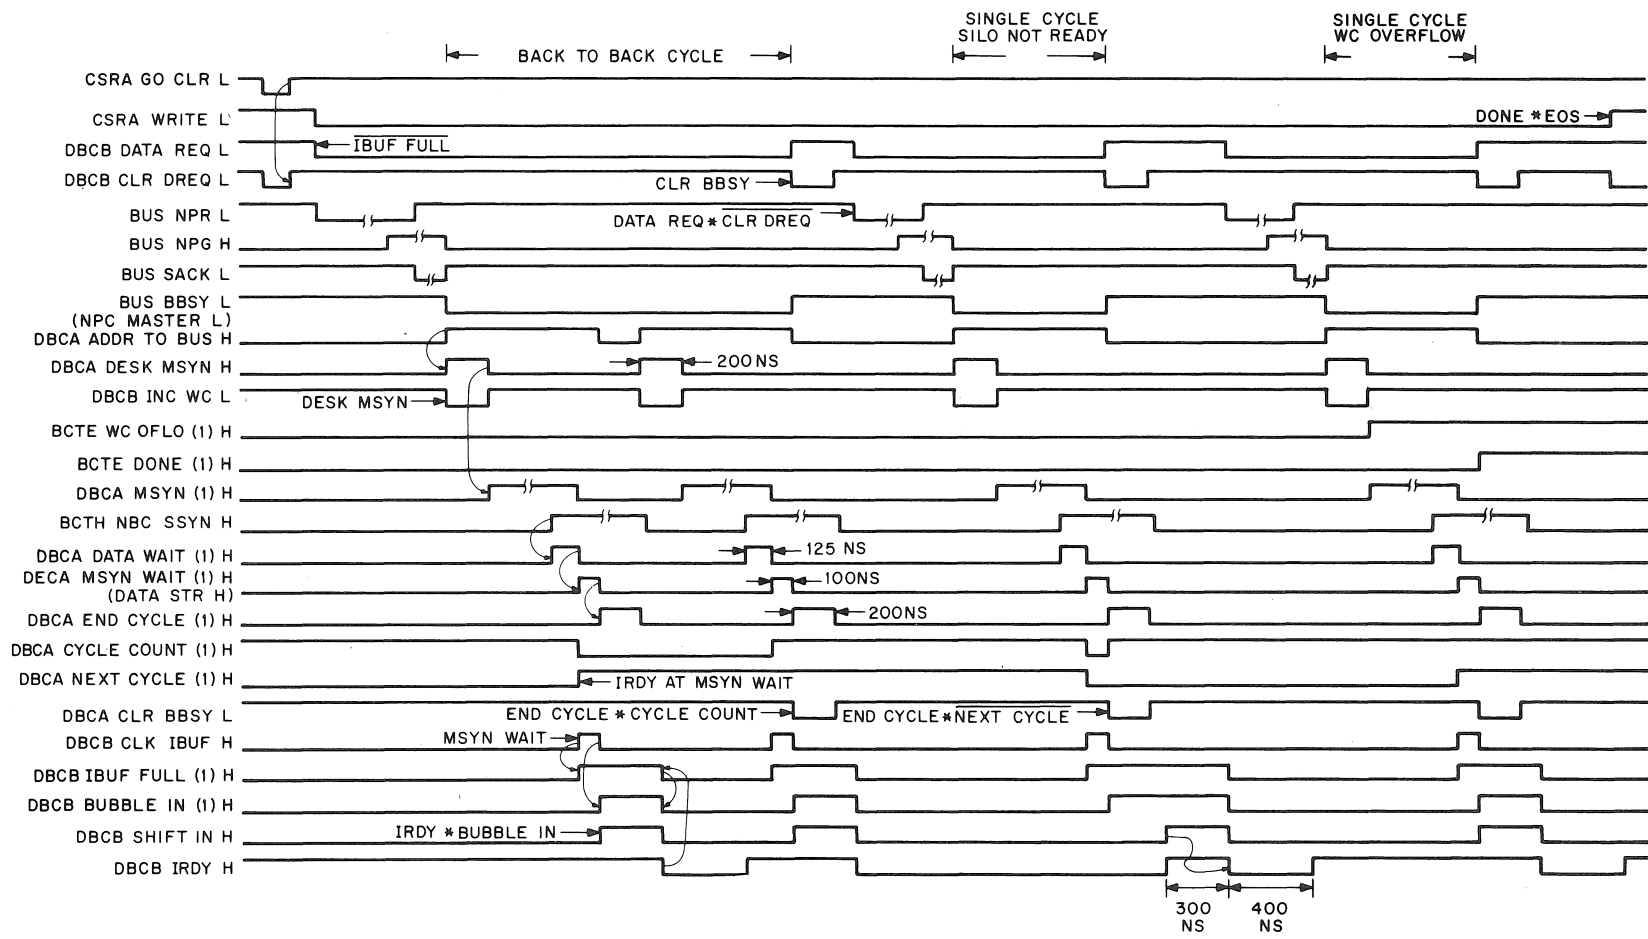 SINGLE CYCLE
SILO NOT READY
SINGLE CYCLE
WC OVERFLOW
BACK TO BACK CYCLE
CSRA GO CLR L
CSRA WRITE L
DONE * EOS
DBCB DATA REQ L
IBUF FULL
DBCB CLR DREQ L
CLR BBSY
BUS NPR L
DATA REQ * CLR DREQ
BUS NPG H
BUS SACK L
BUS BBSY L
(NPC MASTER L)
DBCA ADDR TO BUS H
DBCA DESK MSYN H
200 NS
DBCB INC WC L
DESK MSYN
BCTE WC OFLO (1) H
BCTE DONE (1) H
DBCA MSYN (1) H
BCTH NBC SSYN H
DBCA DATA WAIT (1) H
125 NS
DECA MSYN WAIT (1) H
(DATA STR H)
100NS
DBCA END CYCLE (1) H
200NS
DBCA CYCLE COUNT (1) H
DBCA NEXT CYCLE (1) H
IRDY AT MSYN WAIT
DBCA CLR BBSY L
END CYCLE * CYCLE COUNT
END CYCLE * NEXT CYCLE
DBCB CLK IBUF H
MSYN WAIT
DBCB IBUF FULL (1) H
DBCB BUBBLE IN (1) H
DBCB SHIFT IN H
IRDY * BUBBLE IN
DBCB IRDY H
300
NS
400
NS